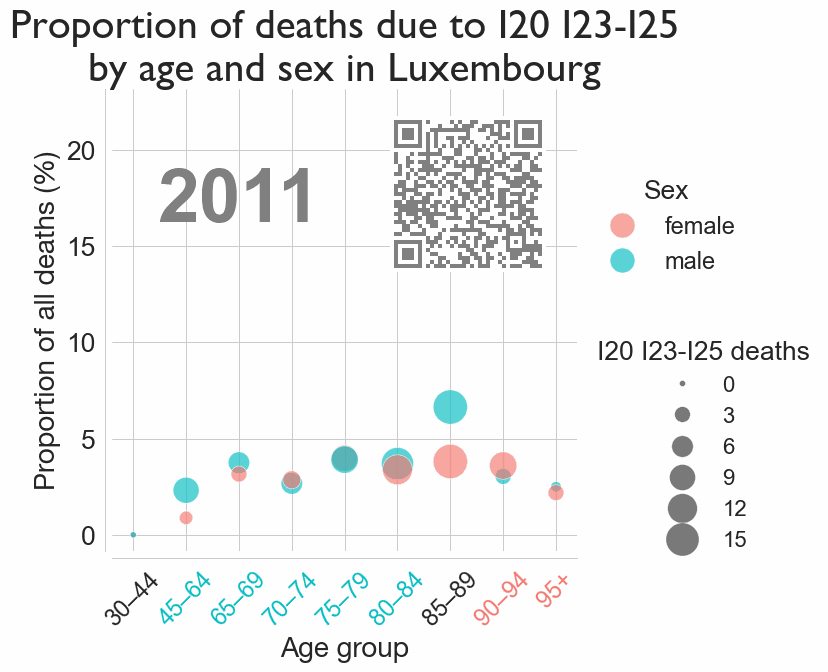 Proportion of deaths due to I20 I23-I25
by age and sex in Luxembourg
Proportion of all deaths (%)
20
15
10
5
0
2011
30–44
45–64
65–69
70–74
75–79
80–84
85–89
90–94
95+
Age group
Sex
female
male
I20 I23-I25 deaths
0
3
6
9
12
15